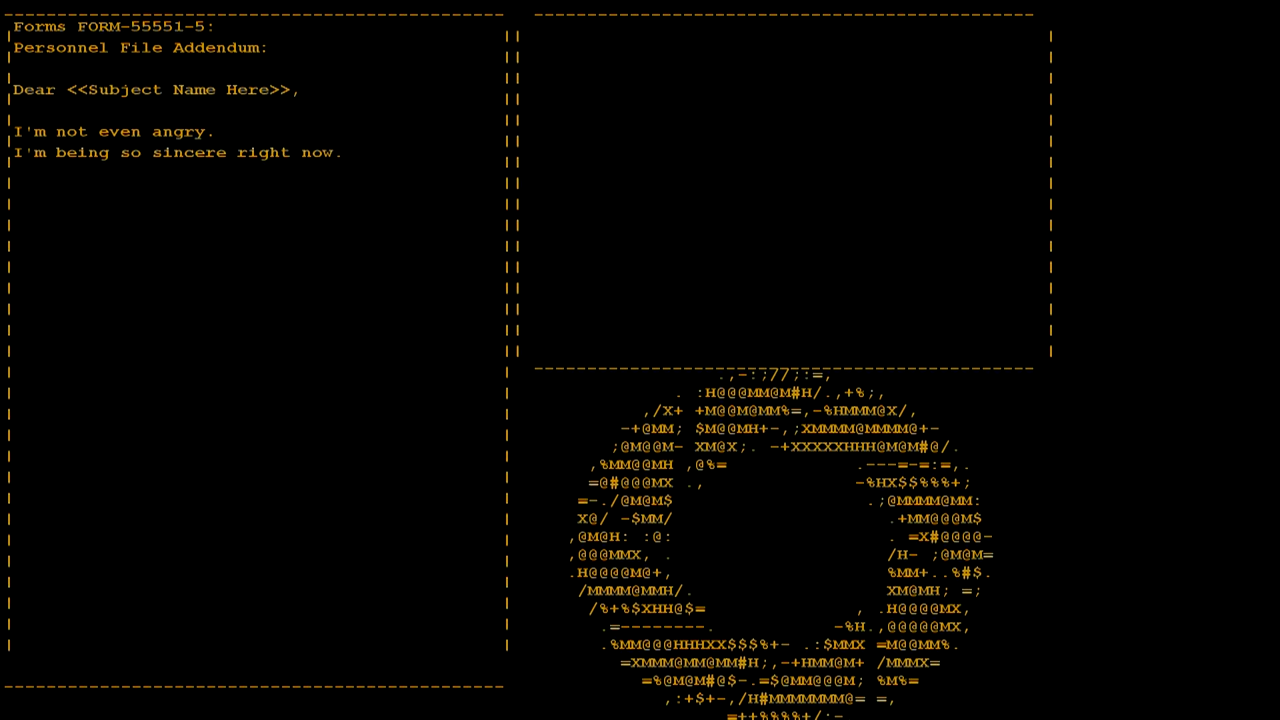 Forms FORM-55551-5:
Personnel File Addendum:
Dear <<Subject Name Here>>,
I'm not even angry.
I'm being so sincere right now.